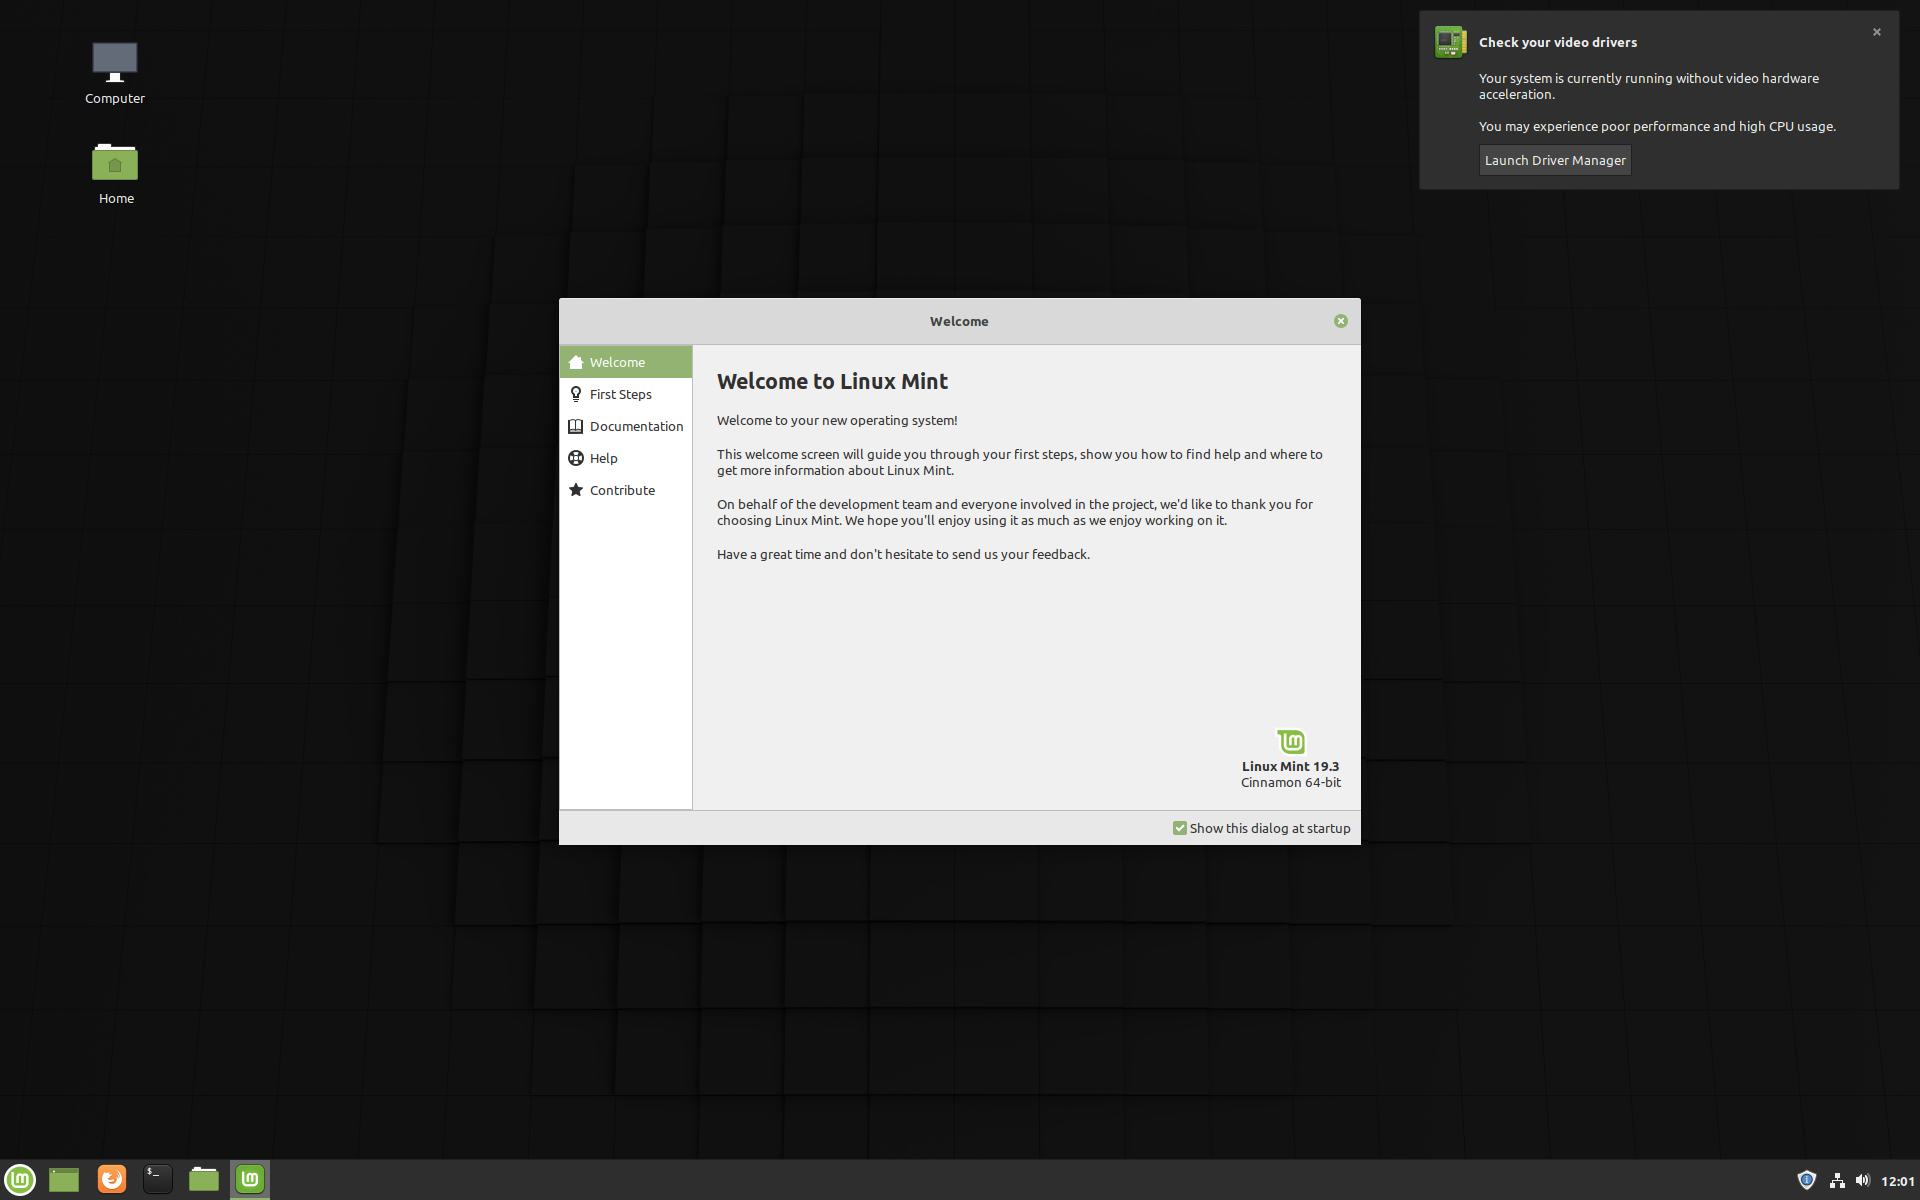 Computer
Home
Check your video drivers
Your system is currently running without video hardware
acceleration.
You may experience poor performance and high CPU usage.
Launch Driver Manager
Welcome
Welcome
First Steps
Documentation
Help
Contribute
Welcome to Linux Mint
Welcome to your new operating system!
This welcome screen will guide you through your first steps, show you how to find help and where to
get more information about Linux Mint.
On behalf of the development team and everyone involved in the project, we'd like to thank you for
choosing Linux Mint. We hope you'll enjoy using it as much as we enjoy working on it.
Have a great time and don't hesitate to send us your feedback.
Linux Mint 19.3
Cinnamon 64-bit
Show this dialog at startup
$_
12:01